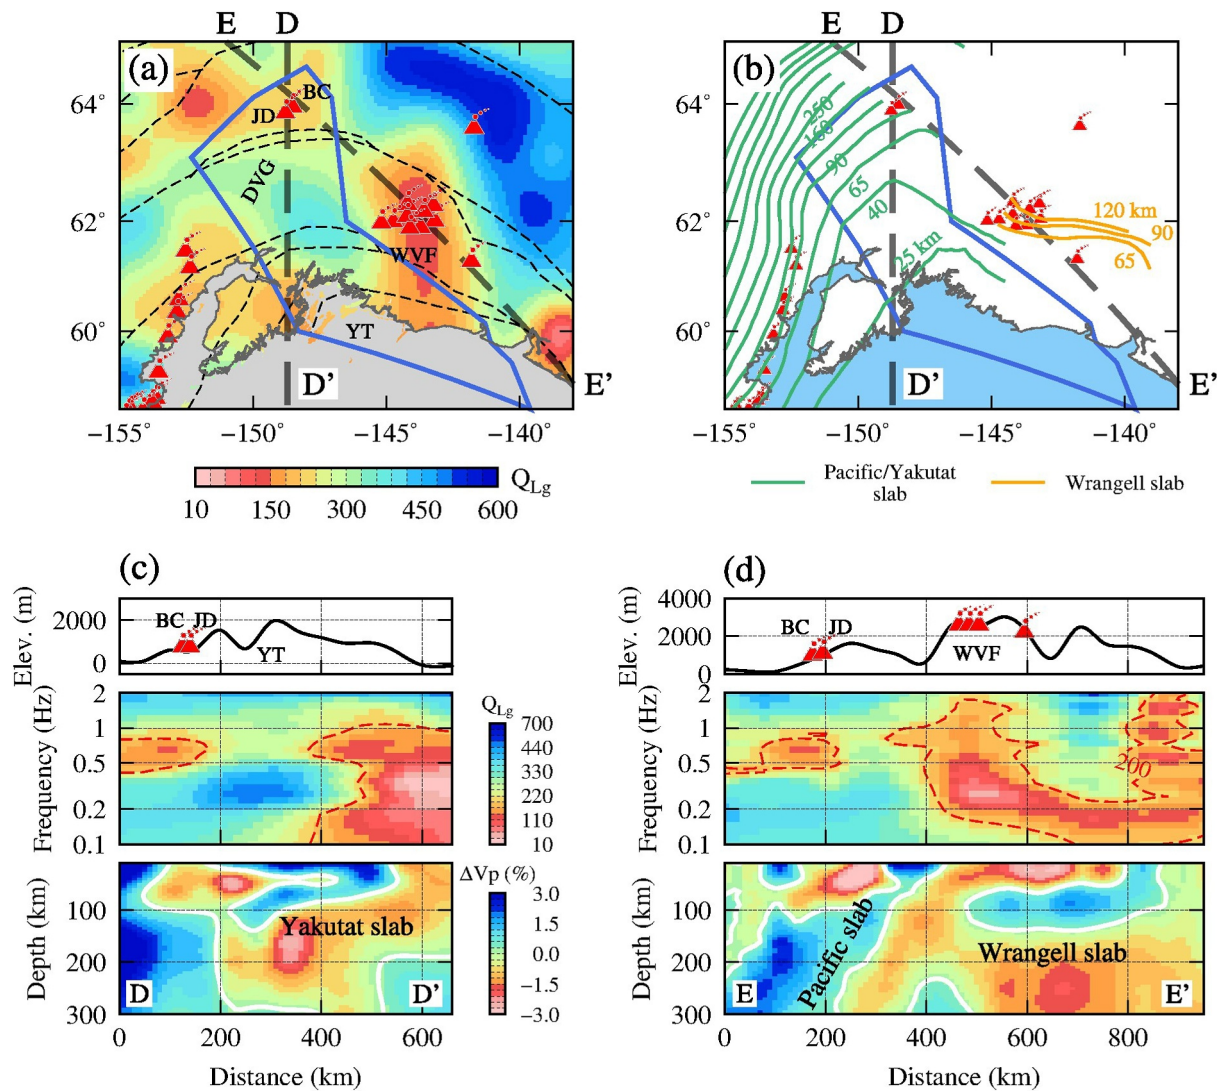 E D
(a)
BC
JD
DVG
WVF
YT
D’
E’
64°
62°
60°
−155° −150° −145° −140°
10 150 300 450 600
Q_Lg
E D
(b)
250
160
90
65
40
25 km
120 km
90
65
D’
E’
64°
62°
60°
−155° −150° −145° −140°
Pacific/Yakutat
slab
Wrangell slab
(c)
Elev. (m)
2000
0
BC JD
YT
Frequency (Hz)
2
1
0.5
0.2
0.1
Q_Lg
700
440
330
220
110
10
Depth (km)
100
200
300
Yakutat slab
D D’
ΔVp (%)
3.0
1.5
0.0
−1.5
−3.0
0 200 400 600
Distance (km)
(d)
Elev. (m)
4000
2000
0
BC JD
WVF
Frequency (Hz)
2
1
0.5
0.2
0.1
200
Depth (km)
100
200
300
Pacific slab
Wrangell slab
E E’
0 200 400 600 800
Distance (km)